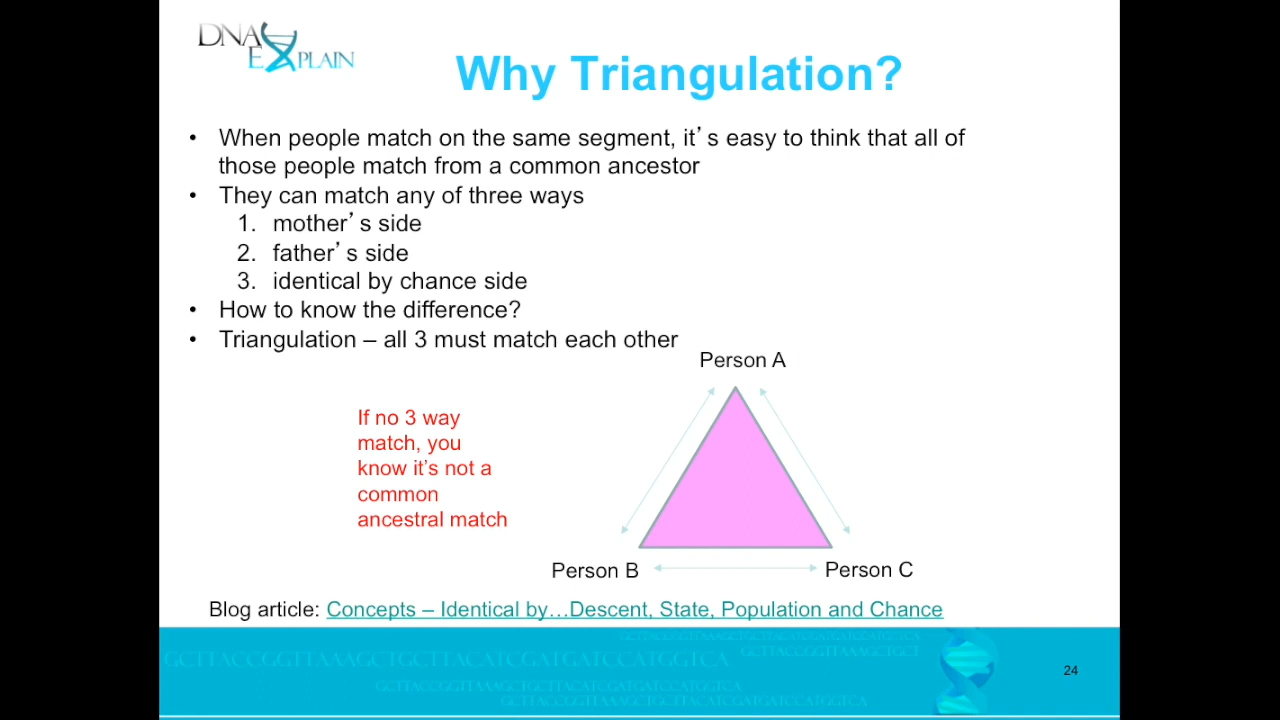 DNA
EXPLAIN
Why Triangulation?
• When people match on the same segment, it’s easy to think that all of
those people match from a common ancestor
• They can match any of three ways
1. mother’s side
2. father’s side
3. identical by chance side
• How to know the difference?
• Triangulation – all 3 must match each other
Person A
If no 3 way
match, you
know it’s not a
common
ancestral match
Person B
Person C
Blog article: Concepts – Identical by…Descent, State, Population and Chance
24